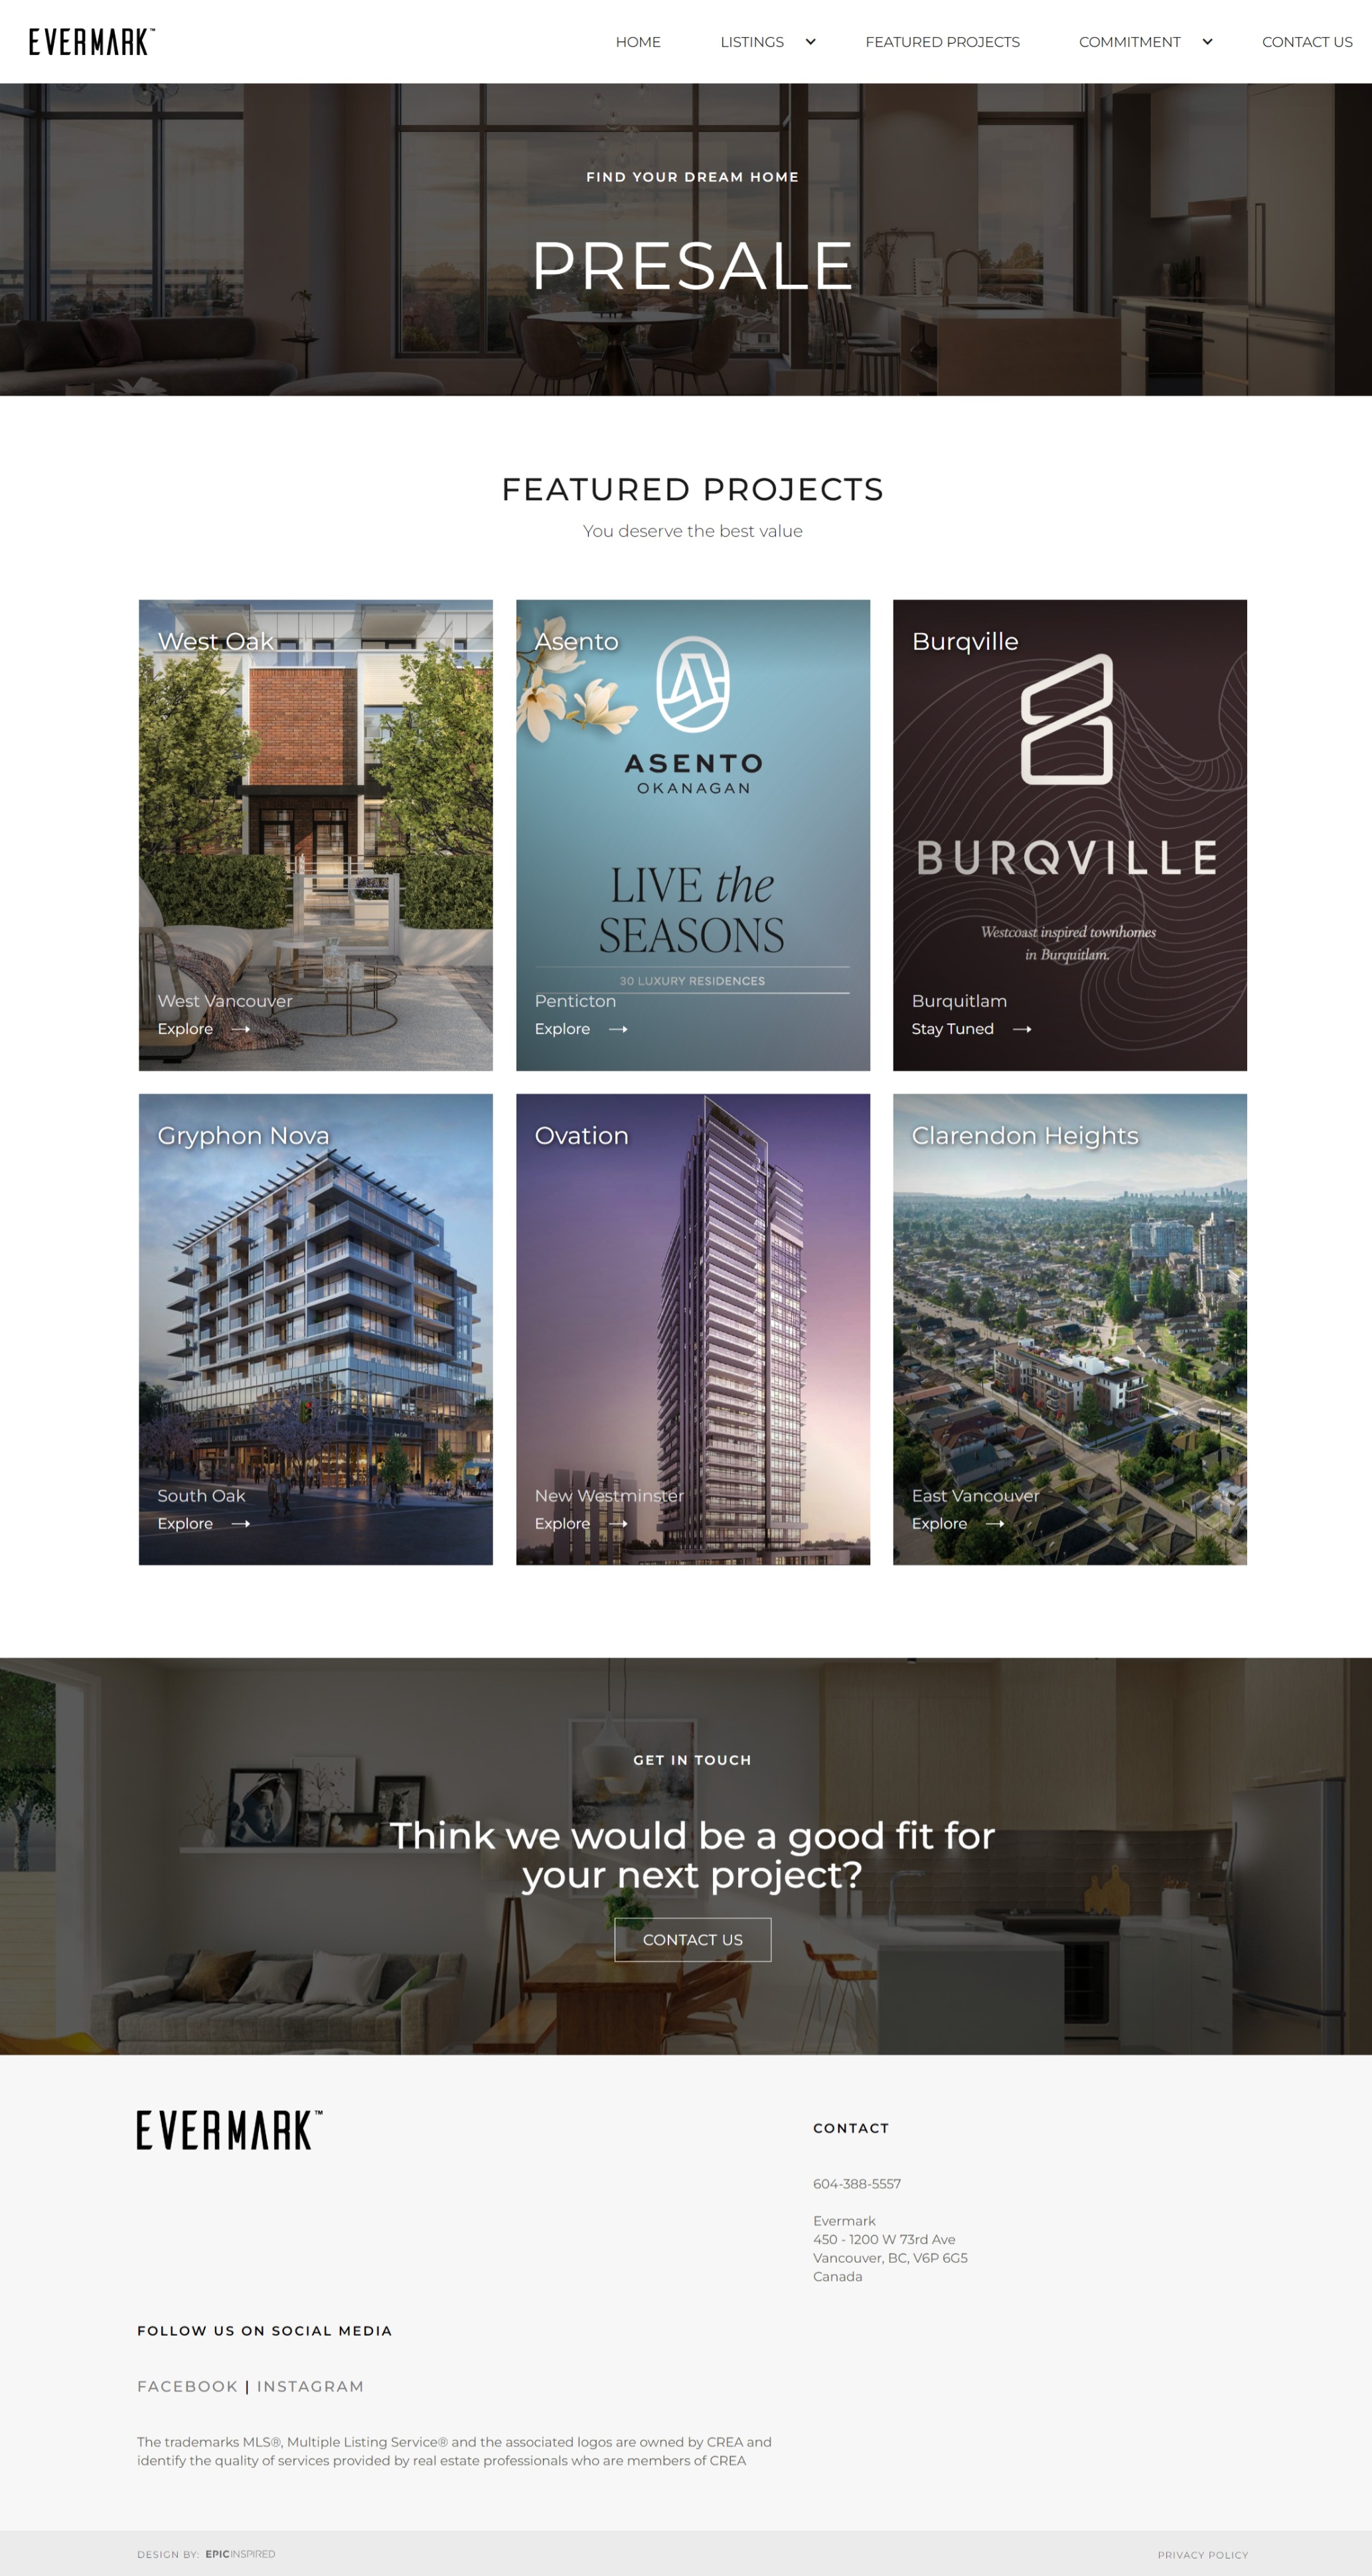 EVERMARK™
HOME
LISTINGS
FEATURED PROJECTS
COMMITMENT
CONTACT US
FIND YOUR DREAM HOME
PRESALE
FEATURED PROJECTS
You deserve the best value
West Oak
West Vancouver
Explore
Asento
ASENTO
OKANAGAN
LIVE the
SEASONS
30 LUXURY RESIDENCES
Penticton
Explore
Burqville
BURQVILLE
Westcoast inspired townhomes
in Burquitlam.
Burquitlam
Stay Tuned
Gryphon Nova
South Oak
Explore
Ovation
New Westminster
Explore
Clarendon Heights
East Vancouver
Explore
GET IN TOUCH
Think we would be a good fit for
your next project?
CONTACT US
EVERMARK™
CONTACT
604-388-5557
Evermark
450 - 1200 W 73rd Ave
Vancouver, BC, V6P 6G5
Canada
FOLLOW US ON SOCIAL MEDIA
FACEBOOK | INSTAGRAM
The trademarks MLS®, Multiple Listing Service® and the associated logos are owned by CREA and
identify the quality of services provided by real estate professionals who are members of CREA
DESIGN BY: EPICINSPIRED
PRIVACY POLICY